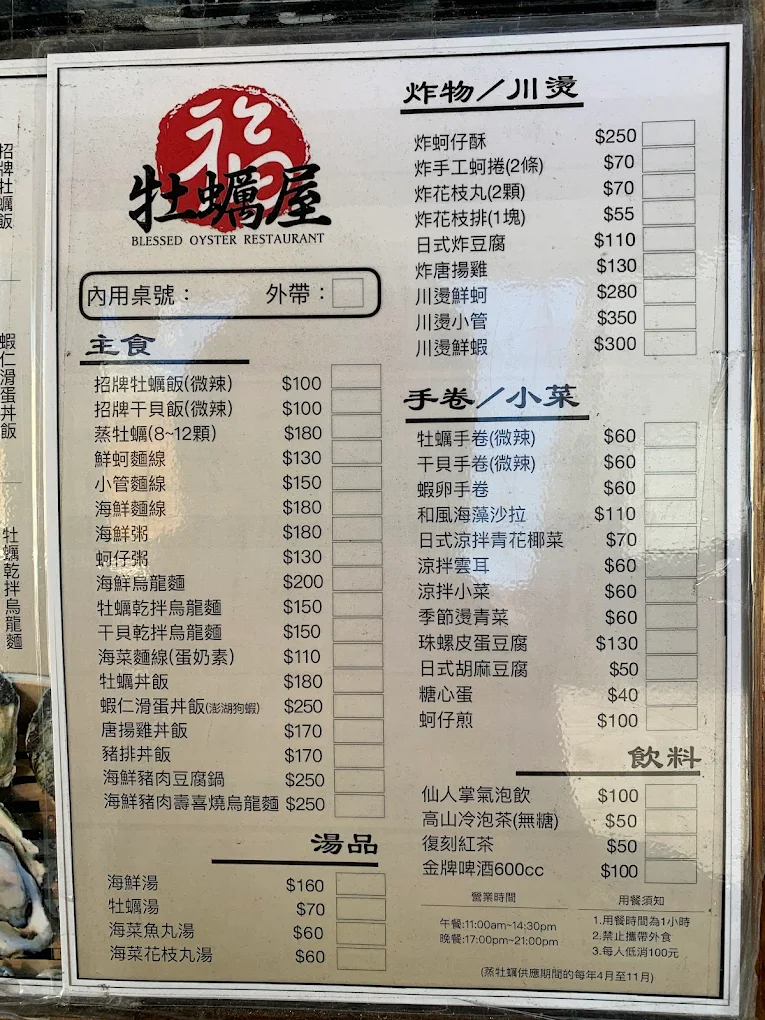 招牌牡蠣飯
蝦仁滑蛋丼飯
牡蠣乾拌烏龍麵
福
牡蠣屋
BLESSED OYSTER RESTAURANT
內用桌號： 外帶：
主食
招牌牡蠣飯(微辣) $100
招牌干貝飯(微辣) $100
蒸牡蠣(8~12顆) $180
鮮蚵麵線 $130
小管麵線 $150
海鮮麵線 $180
海鮮粥 $180
蚵仔粥 $130
海鮮烏龍麵 $200
牡蠣乾拌烏龍麵 $150
干貝乾拌烏龍麵 $150
海菜麵線(蛋奶素) $110
牡蠣丼飯 $180
蝦仁滑蛋丼飯(澎湖狗蝦) $250
唐揚雞丼飯 $170
豬排丼飯 $170
海鮮豬肉豆腐鍋 $250
海鮮豬肉壽喜燒烏龍麵 $250
湯品
海鮮湯 $160
牡蠣湯 $70
海菜魚丸湯 $60
海菜花枝丸湯 $60
炸物／川燙
炸蚵仔酥 $250
炸手工蚵捲(2條) $70
炸花枝丸(2顆) $70
炸花枝排(1塊) $55
日式炸豆腐 $110
炸唐揚雞 $130
川燙鮮蚵 $280
川燙小管 $350
川燙鮮蝦 $300
手卷／小菜
牡蠣手卷(微辣) $60
干貝手卷(微辣) $60
蝦卵手卷 $60
和風海藻沙拉 $110
日式涼拌青花椰菜 $70
涼拌雲耳 $60
涼拌小菜 $60
季節燙青菜 $60
珠螺皮蛋豆腐 $130
日式胡麻豆腐 $50
糖心蛋 $40
蚵仔煎 $100
飲料
仙人掌氣泡飲 $100
高山冷泡茶(無糖) $50
復刻紅茶 $50
金牌啤酒600cc $100
營業時間
午餐:11:00am~14:30pm
晚餐:17:00pm~21:00pm
用餐須知
1.用餐時間為1小時
2.禁止攜帶外食
3.每人低消100元
(蒸牡蠣供應期間的每年4月至11月)